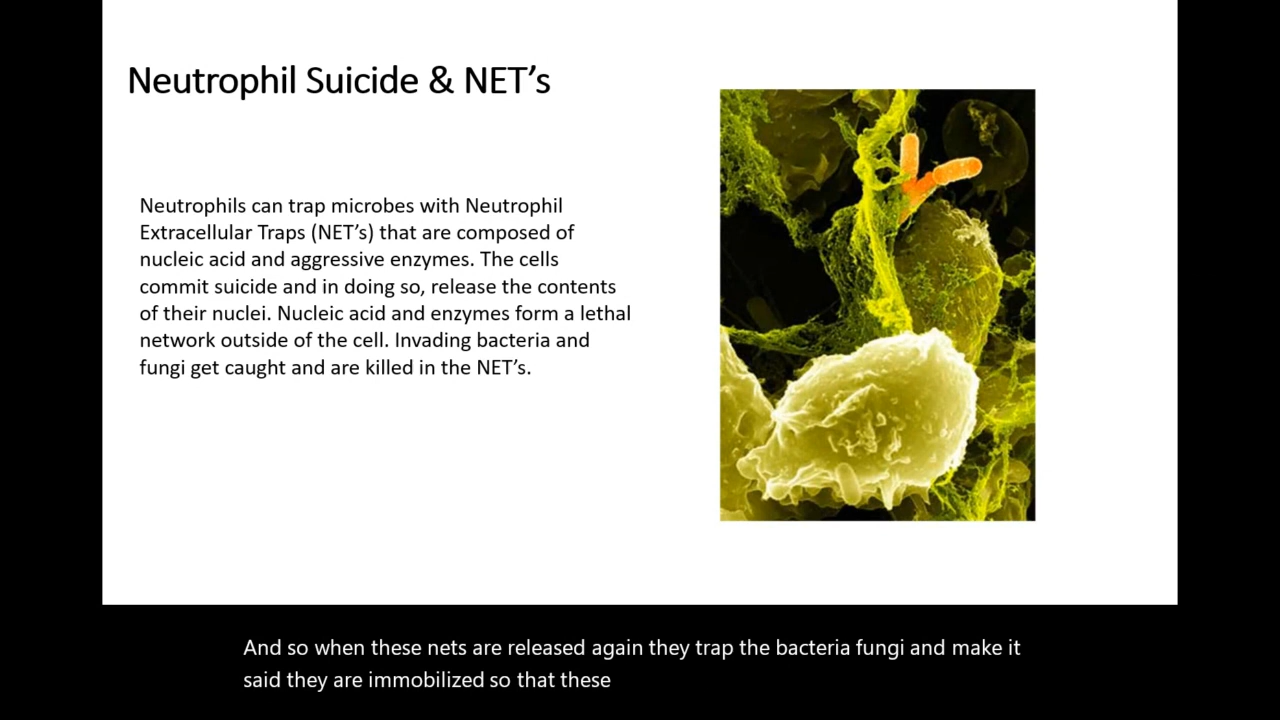 Neutrophil Suicide & NET’s
Neutrophils can trap microbes with Neutrophil
Extracellular Traps (NET’s) that are composed of
nucleic acid and aggressive enzymes. The cells
commit suicide and in doing so, release the contents
of their nuclei. Nucleic acid and enzymes form a lethal
network outside of the cell. Invading bacteria and
fungi get caught and are killed in the NET’s.
And so when these nets are released again they trap the bacteria fungi and make it
said they are immobilized so that these